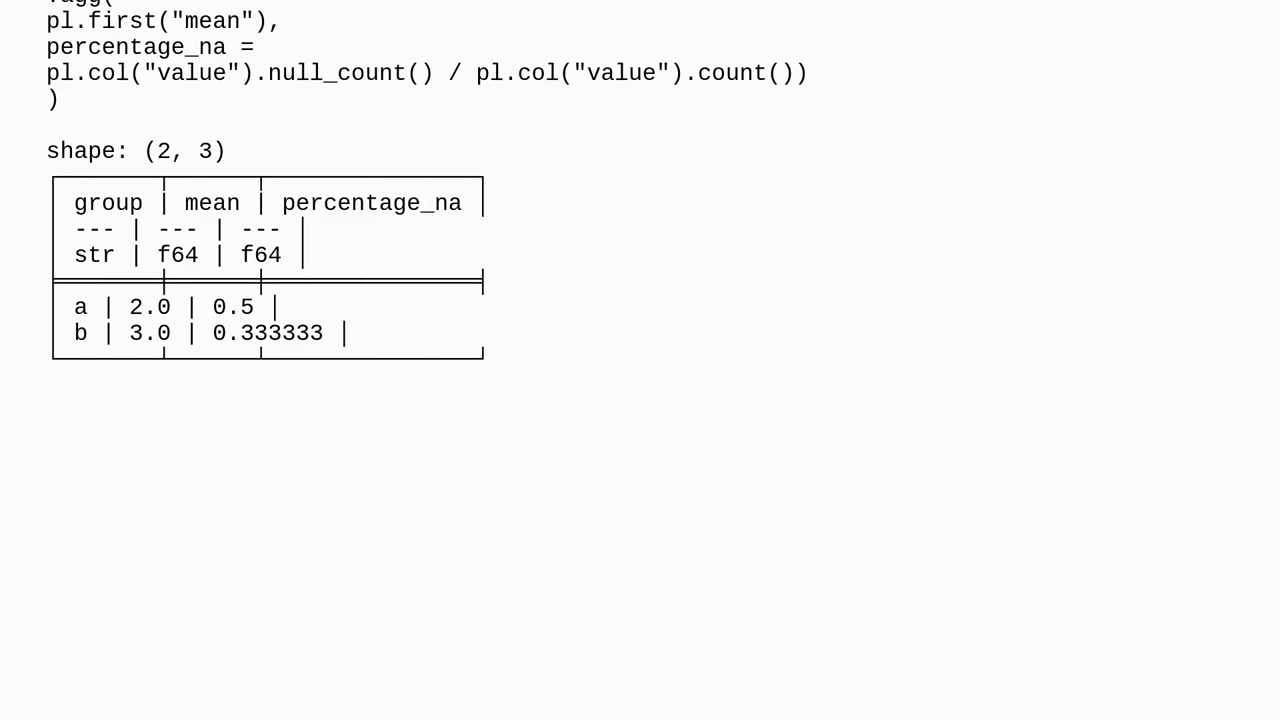 .agg(
pl.first("mean"),
percentage_na =
pl.col("value").null_count() / pl.col("value").count())
)
shape: (2, 3)
┌───────┬──────┬───────────────┐
│ group │ mean │ percentage_na │
│ --- │ --- │ --- │
│ str │ f64 │ f64 │
╞═══════╪══════╪═══════════════╡
│ a │ 2.0 │ 0.5 │
│ b │ 3.0 │ 0.333333 │
└───────┴──────┴───────────────┘